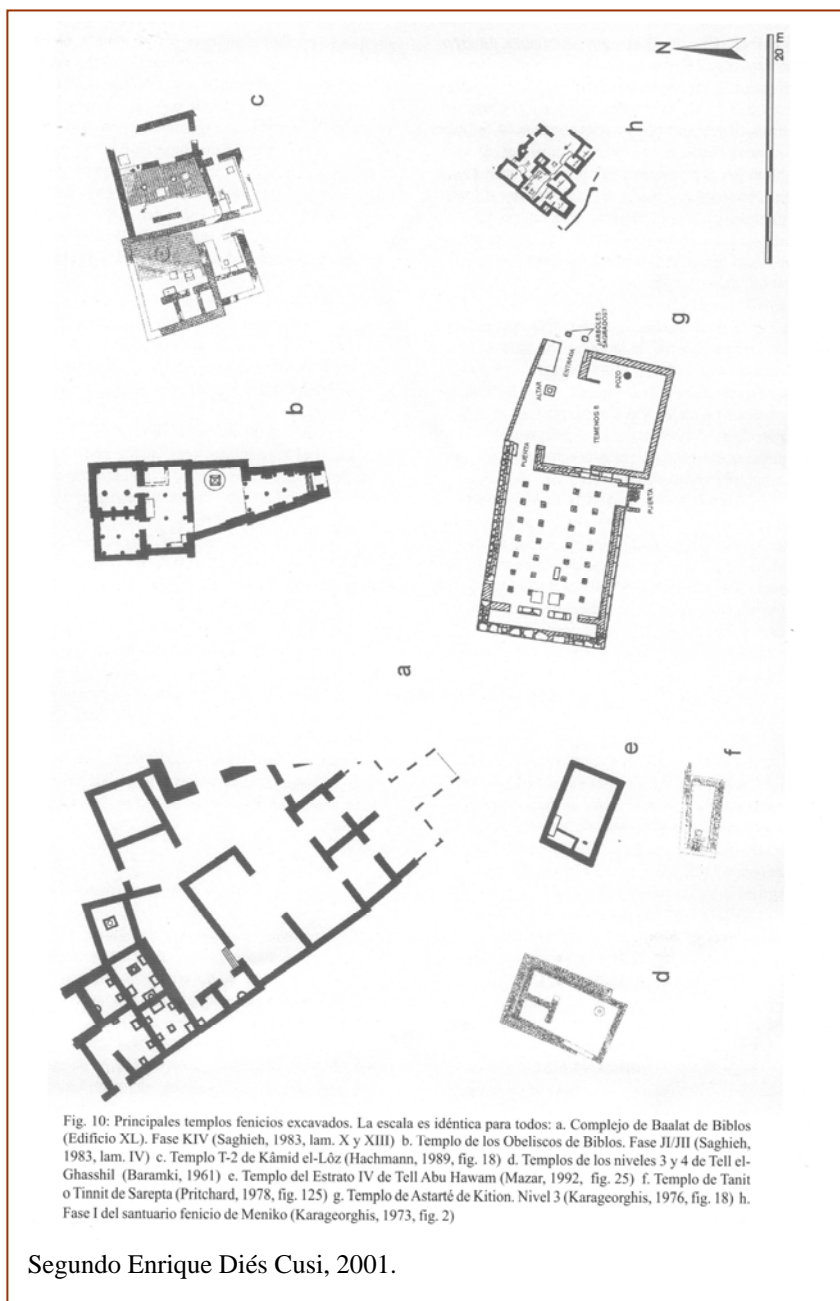 c
N
20 m
h
b
g
¿ARBOLES SAGRADOS?
ENTRADA
ALTAR
POZO
TEMENOS B
PUERTA
PUERTA
a
e
f
d
Fig. 10: Principales templos fenicios excavados. La escala es idéntica para todos: a. Complejo de Baalat de Biblos
(Edificio XL). Fase KIV (Saghieh, 1983, lam. X y XIII) b. Templo de los Obeliscos de Biblos. Fase JI/JII (Saghieh,
1983, lam. IV) c. Templo T-2 de Kâmid el-Lôz (Hachmann, 1989, fig. 18) d. Templos de los niveles 3 y 4 de Tell el-
Ghasshil (Baramki, 1961) e. Templo del Estrato IV de Tell Abu Hawam (Mazar, 1992, fig. 25) f. Templo de Tanit
o Tinnit de Sarepta (Pritchard, 1978, fig. 125) g. Templo de Astarté de Kition. Nivel 3 (Karageorghis, 1976, fig. 18) h.
Fase I del santuario fenicio de Meniko (Karageorghis, 1973, fig. 2)
Segundo Enrique Diés Cusi, 2001.